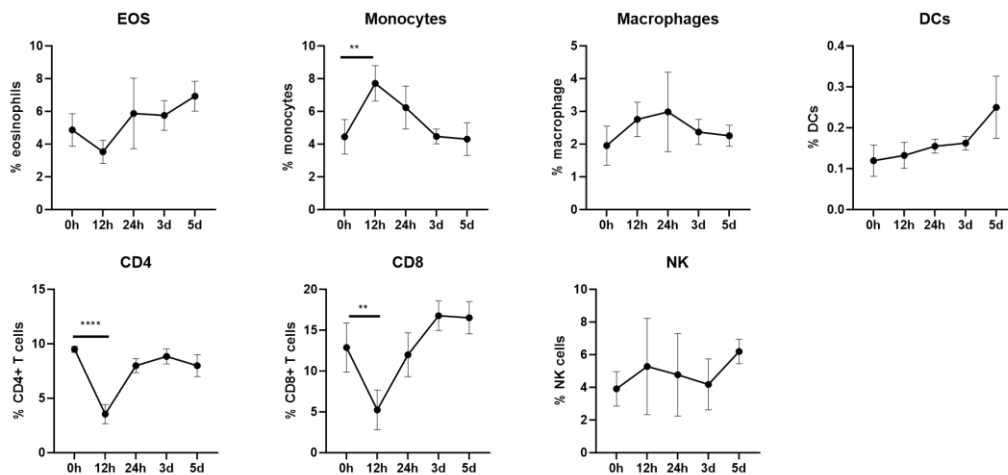 EOS
% eosinophils
10
8
6
4
2
0
0h 12h 24h 3d 5d
Monocytes
% monocytes
10
8
6
4
2
0
**
0h 12h 24h 3d 5d
Macrophages
% macrophage
5
4
3
2
1
0
0h 12h 24h 3d 5d
DCs
% DCs
0.4
0.3
0.2
0.1
0.0
0h 12h 24h 3d 5d
CD4
% CD4+ T cells
15
10
5
0
****
0h 12h 24h 3d 5d
CD8
% CD8+ T cells
20
15
10
5
0
**
0h 12h 24h 3d 5d
NK
% NK cells
10
8
6
4
2
0
0h 12h 24h 3d 5d